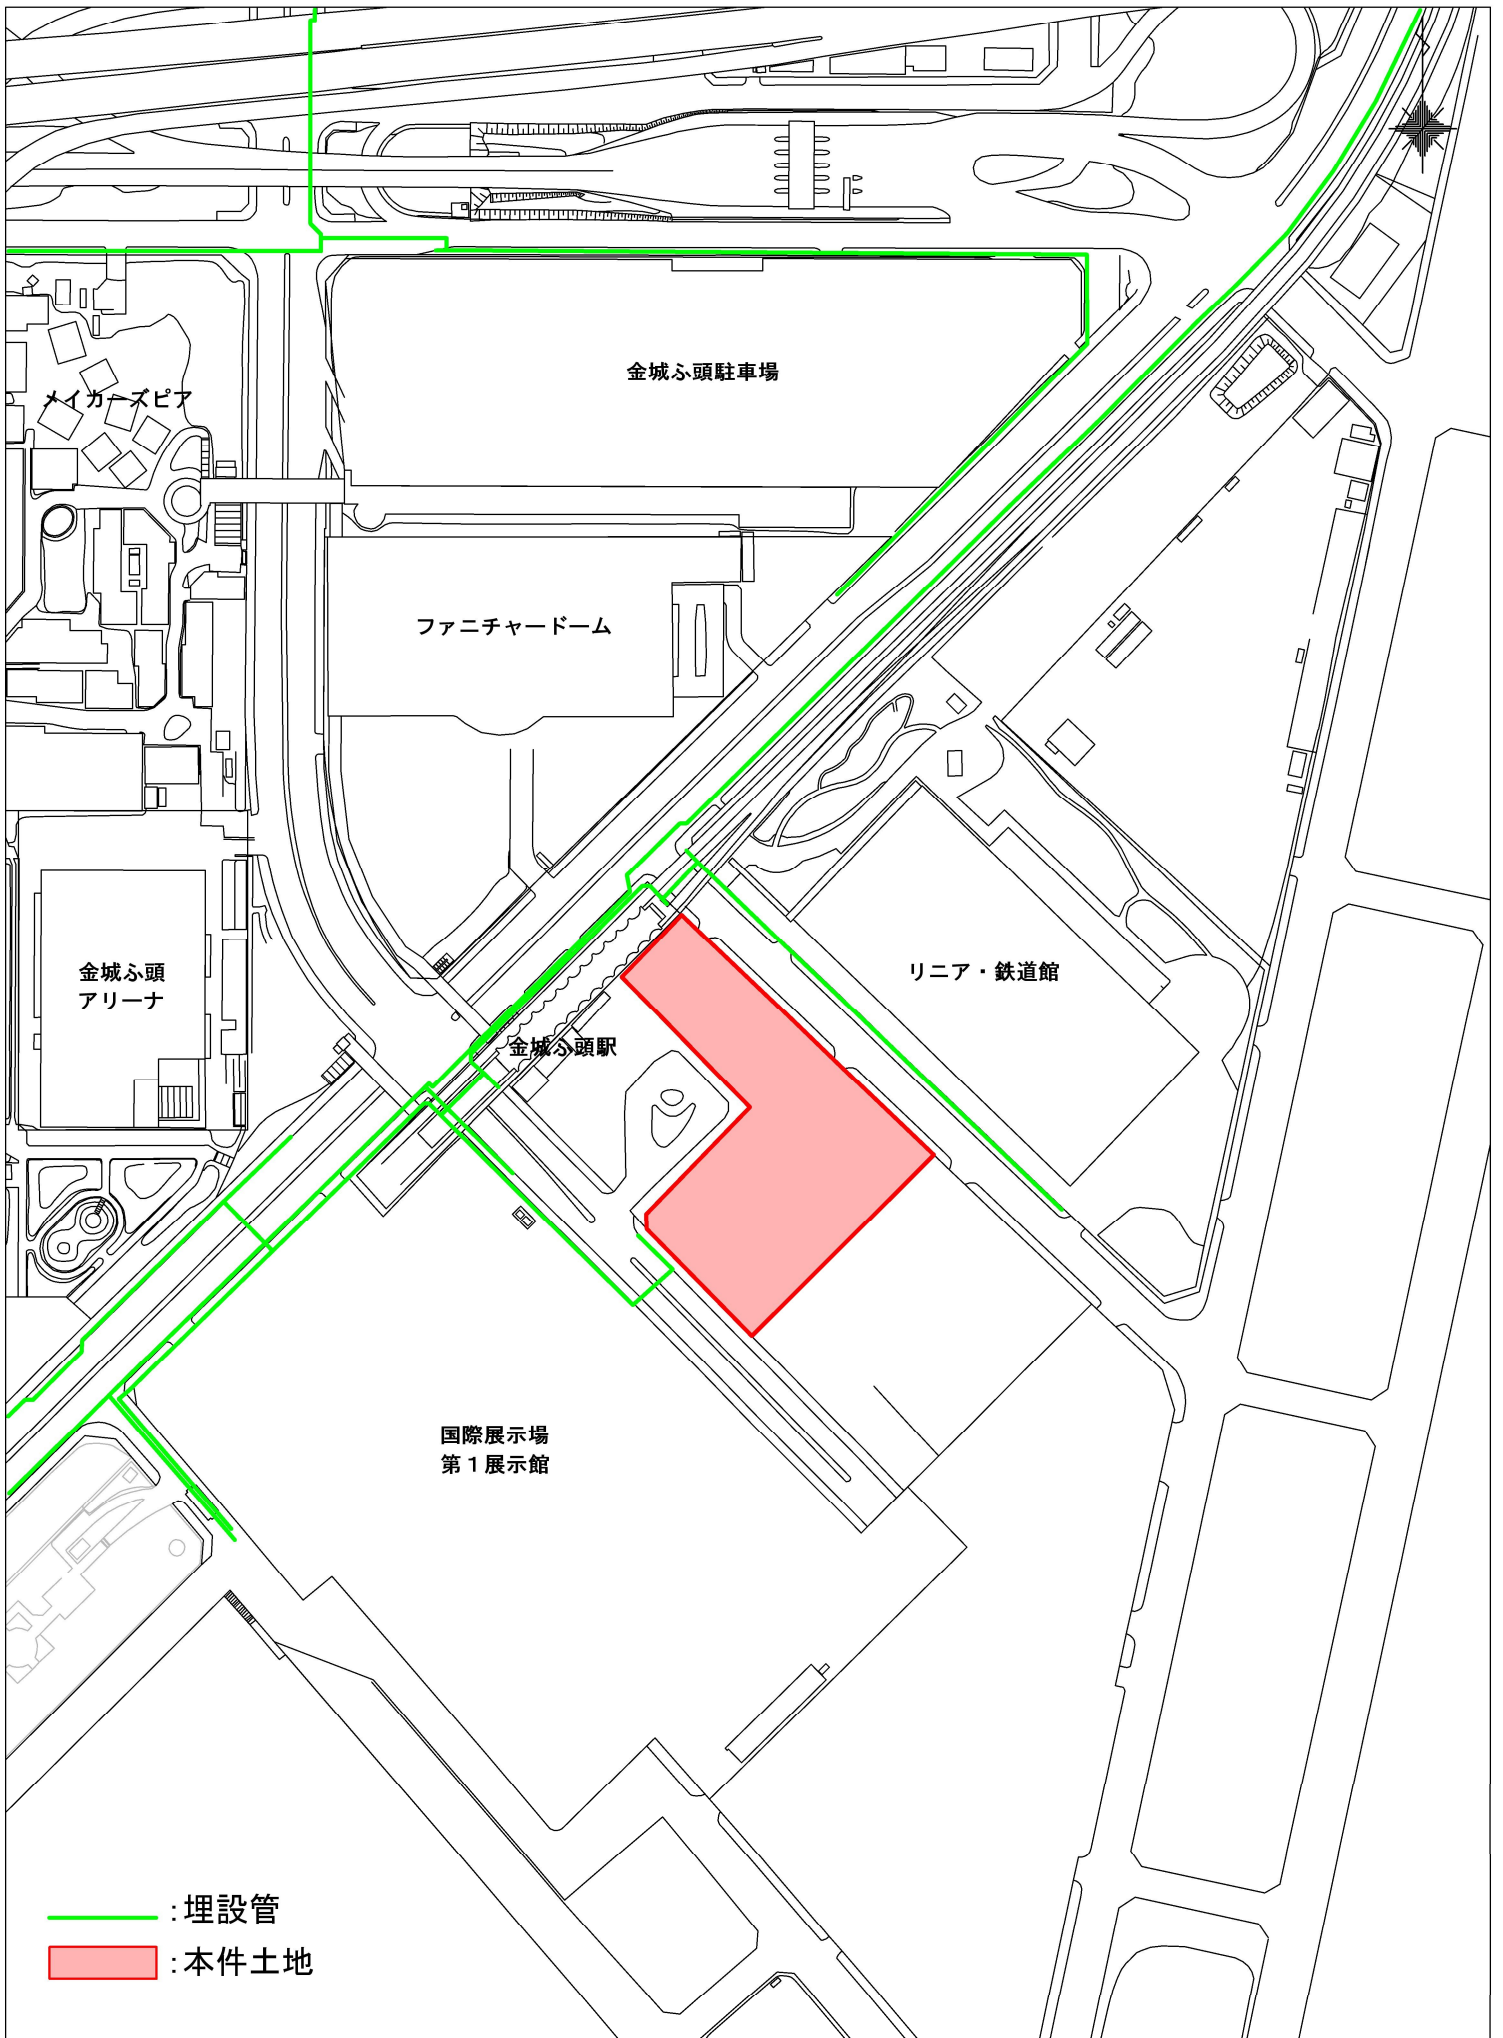 金城ふ頭駐車場
メイカーズピア
ファニチャードーム
金城ふ頭
アリーナ
リニア・鉄道館
金城ふ頭駅
国際展示場
第１展示館
：埋設管
：本件土地